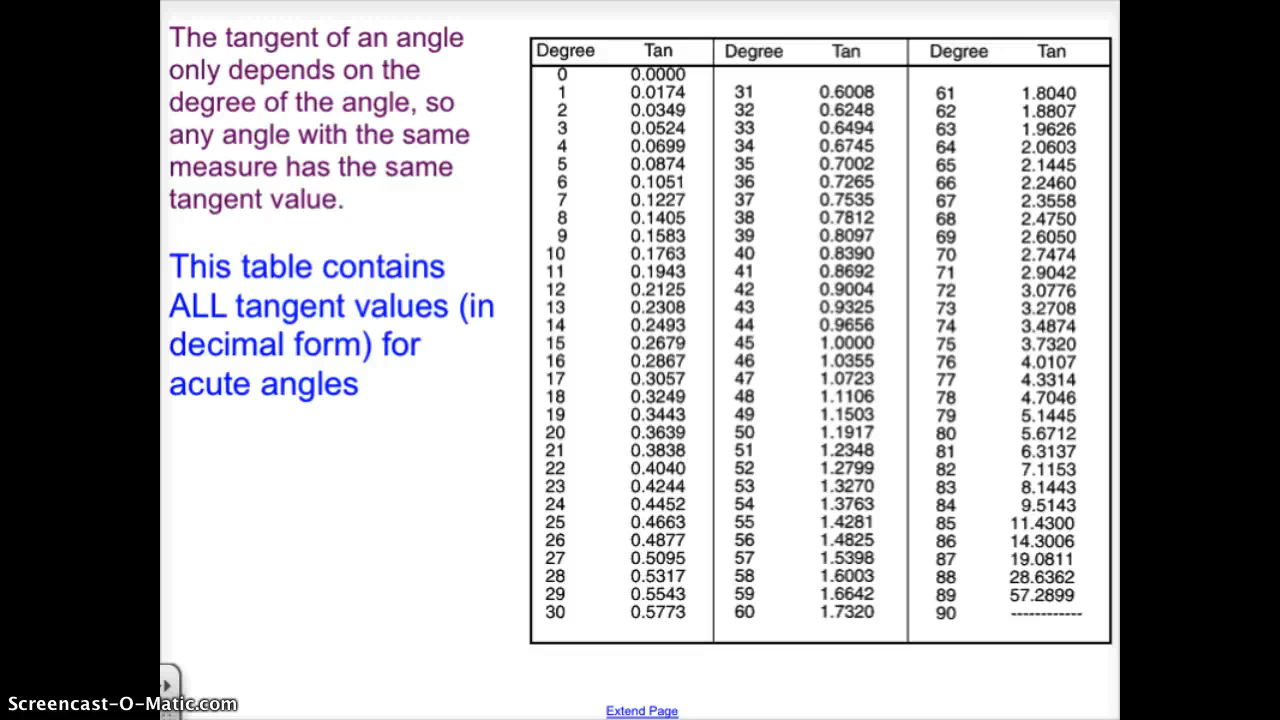 The tangent of an angle
only depends on the
degree of the angle, so
any angle with the same
measure has the same
tangent value.
This table contains
ALL tangent values (in
decimal form) for
acute angles
Degree Tan Degree Tan Degree Tan
0 0.0000
1 0.0174 31 0.6008 61 1.8040
2 0.0349 32 0.6248 62 1.8807
3 0.0524 33 0.6494 63 1.9626
4 0.0699 34 0.6745 64 2.0603
5 0.0874 35 0.7002 65 2.1445
6 0.1051 36 0.7265 66 2.2460
7 0.1227 37 0.7535 67 2.3558
8 0.1405 38 0.7812 68 2.4750
9 0.1583 39 0.8097 69 2.6050
10 0.1763 40 0.8390 70 2.7474
11 0.1943 41 0.8692 71 2.9042
12 0.2125 42 0.9004 72 3.0776
13 0.2308 43 0.9325 73 3.2708
14 0.2493 44 0.9656 74 3.4874
15 0.2679 45 1.0000 75 3.7320
16 0.2867 46 1.0355 76 4.0107
17 0.3057 47 1.0723 77 4.3314
18 0.3249 48 1.1106 78 4.7046
19 0.3443 49 1.1503 79 5.1445
20 0.3639 50 1.1917 80 5.6712
21 0.3838 51 1.2348 81 6.3137
22 0.4040 52 1.2799 82 7.1153
23 0.4244 53 1.3270 83 8.1443
24 0.4452 54 1.3763 84 9.5143
25 0.4663 55 1.4281 85 11.4300
26 0.4877 56 1.4825 86 14.3006
27 0.5095 57 1.5398 87 19.0811
28 0.5317 58 1.6003 88 28.6362
29 0.5543 59 1.6642 89 57.2899
30 0.5773 60 1.7320 90 ------------
Screencast-O-Matic.com
Extend Page